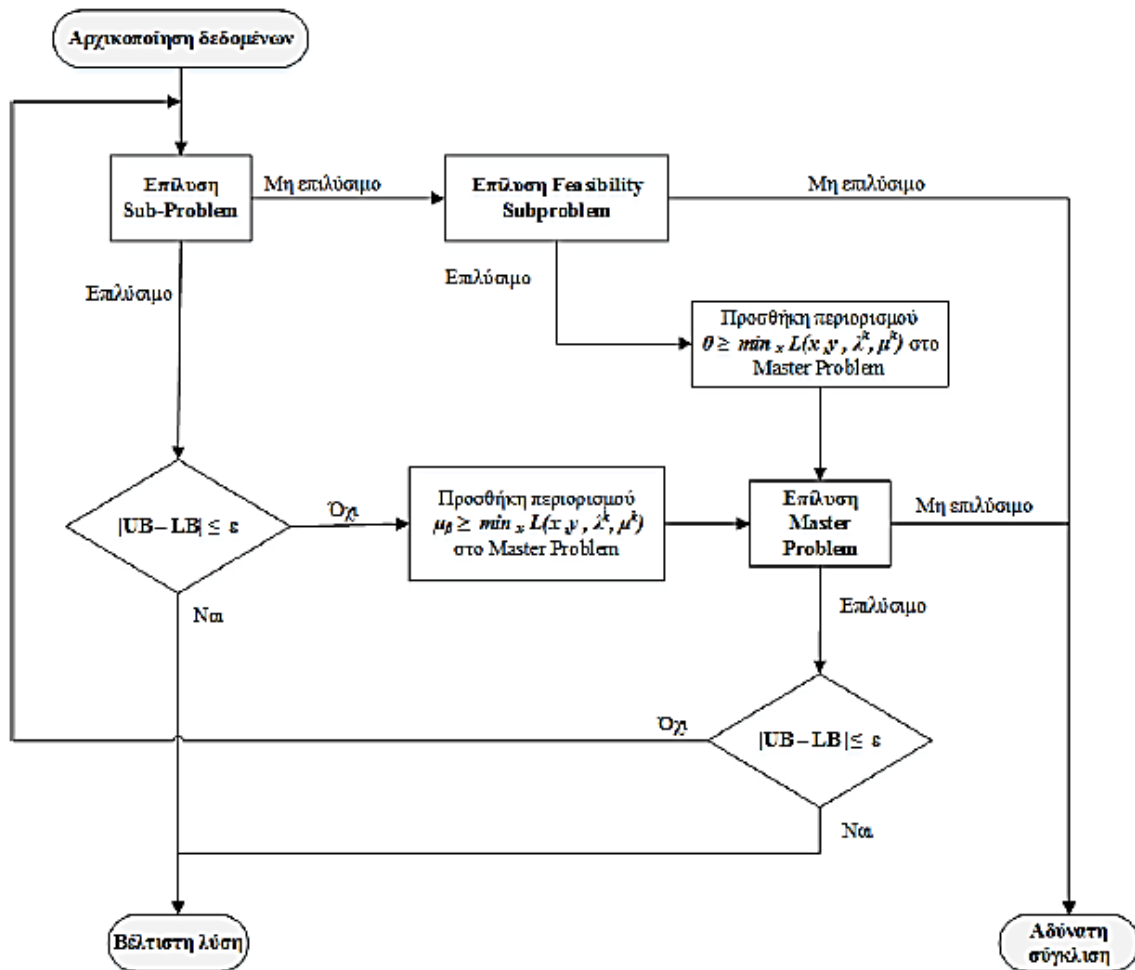 Αρχικοποίηση δεδομένων
Επίλυση
Sub-Problem
Μη επιλύσιμο
Επίλυση Feasibility
Subproblem
Μη επιλύσιμο
Επιλύσιμο
Επιλύσιμο
Προσθήκη περιορισμού
0 ≥ min ₓ L(x ,y , λᵏ, μᵏ) στο
Master Problem
|UB – LB| ≤ ε
Όχι
Προσθήκη περιορισμού
μᵦ ≥ min ₓ L(x ,y , λᵏ, μᵏ)
στο Master Problem
Επίλυση
Master
Problem
Μη επιλύσιμο
Ναι
Επιλύσιμο
Όχι
|UB – LB |≤ ε
Ναι
Βέλτιστη λύση
Αδύνατη
σύγκλιση